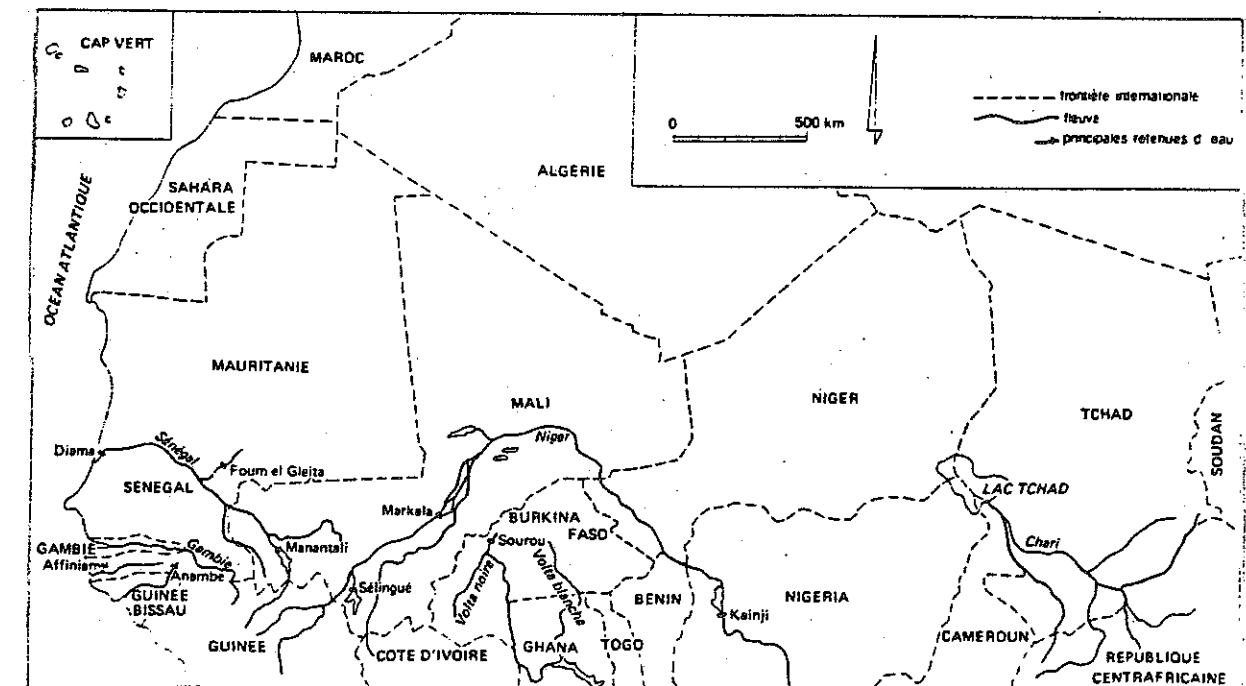 CAP VERT
MAROC
0 500 km
frontière internationale
fleuve
principales retenues d eau
ALGERIE
SAHARA
OCCIDENTALE
OCEAN ATLANTIQUE
MAURITANIE
MALI
NIGER
TCHAD
SOUDAN
Diama
Sénégal
Foum el Gleita
Niger
LAC TCHAD
SENEGAL
Markala
BURKINA
FASO
Sourou
Manantali
GAMBIE
Gambie
Affiniam
Anambe
GUINEE
BISSAU
Sélingué
Volta noire
Volta blanche
BENIN
Kainji
NIGERIA
Chari
GUINEE
COTE D'IVOIRE
GHANA
TOGO
CAMEROUN
REPUBLIQUE
CENTRAFRICAINE